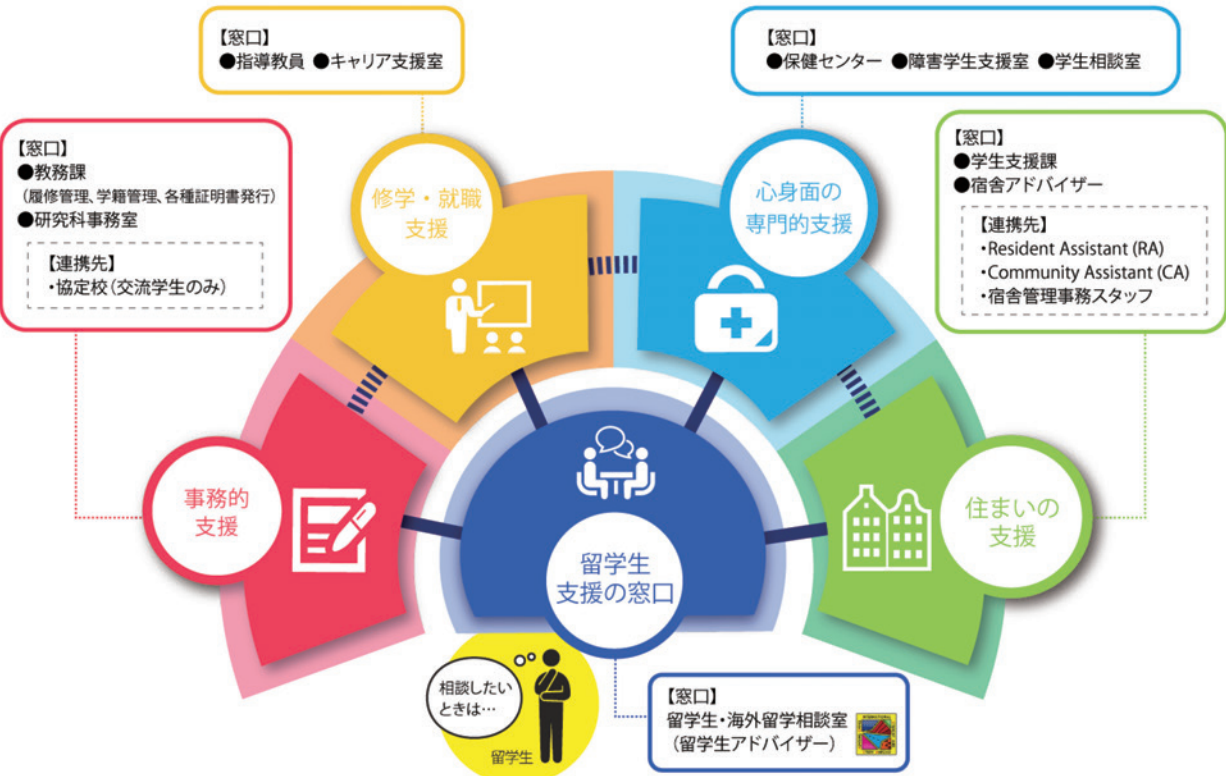 【窓口】
●指導教員 ●キャリア支援室
【窓口】
●保健センター ●障害学生支援室 ●学生相談室
【窓口】
●教務課
(履修管理、学籍管理、各種証明書発行)
●研究科事務室
【連携先】
・協定校(交流学生のみ)
【窓口】
●学生支援課
●宿舎アドバイザー
【連携先】
・Resident Assistant (RA)
・Community Assistant (CA)
・宿舎管理事務スタッフ
修学・就職
支援
心身面の
専門的支援
事務的
支援
住まいの
支援
留学生
支援の窓口
相談したい
ときは…
留学生
【窓口】
留学生・海外留学相談室
(留学生アドバイザー)